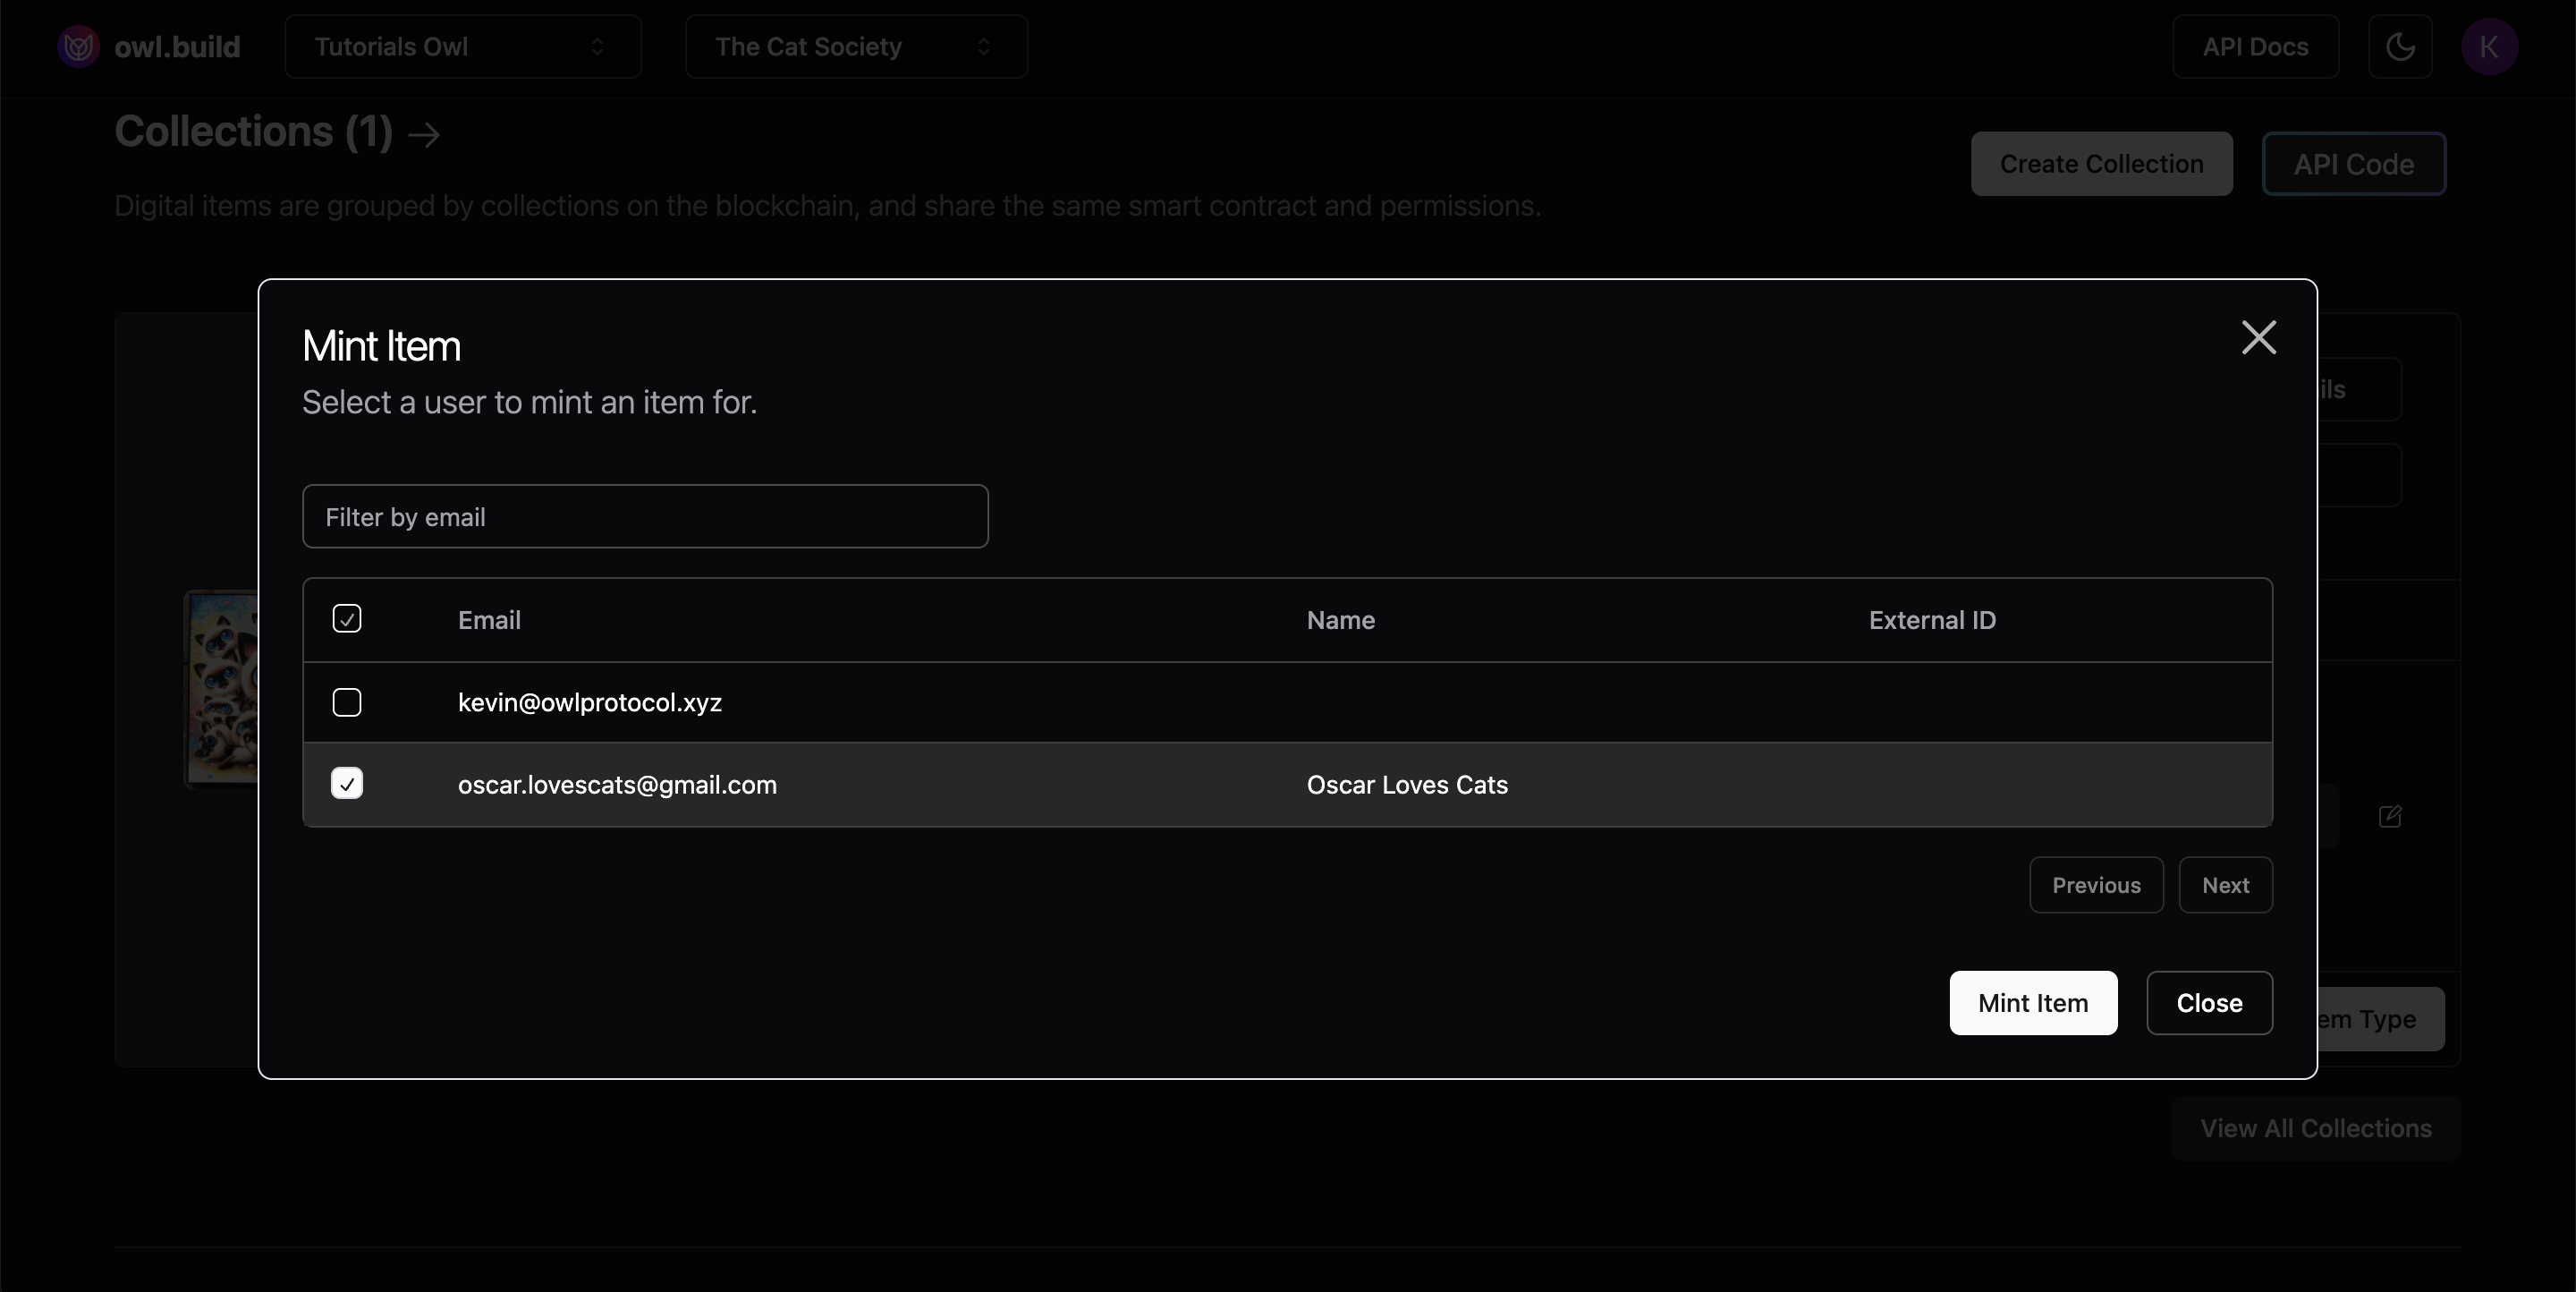 owl.build
Tutorials Owl
The Cat Society
API Docs
K
Collections (1)
Create Collection
API Code
Digital items are grouped by collections on the blockchain, and share the same smart contract and permissions.
Mint Item
Select a user to mint an item for.
Filter by email
Email Name External ID
kevin@owlprotocol.xyz
oscar.lovescats@gmail.com Oscar Loves Cats
Previous
Next
Mint Item
Close
Type
View All Collections